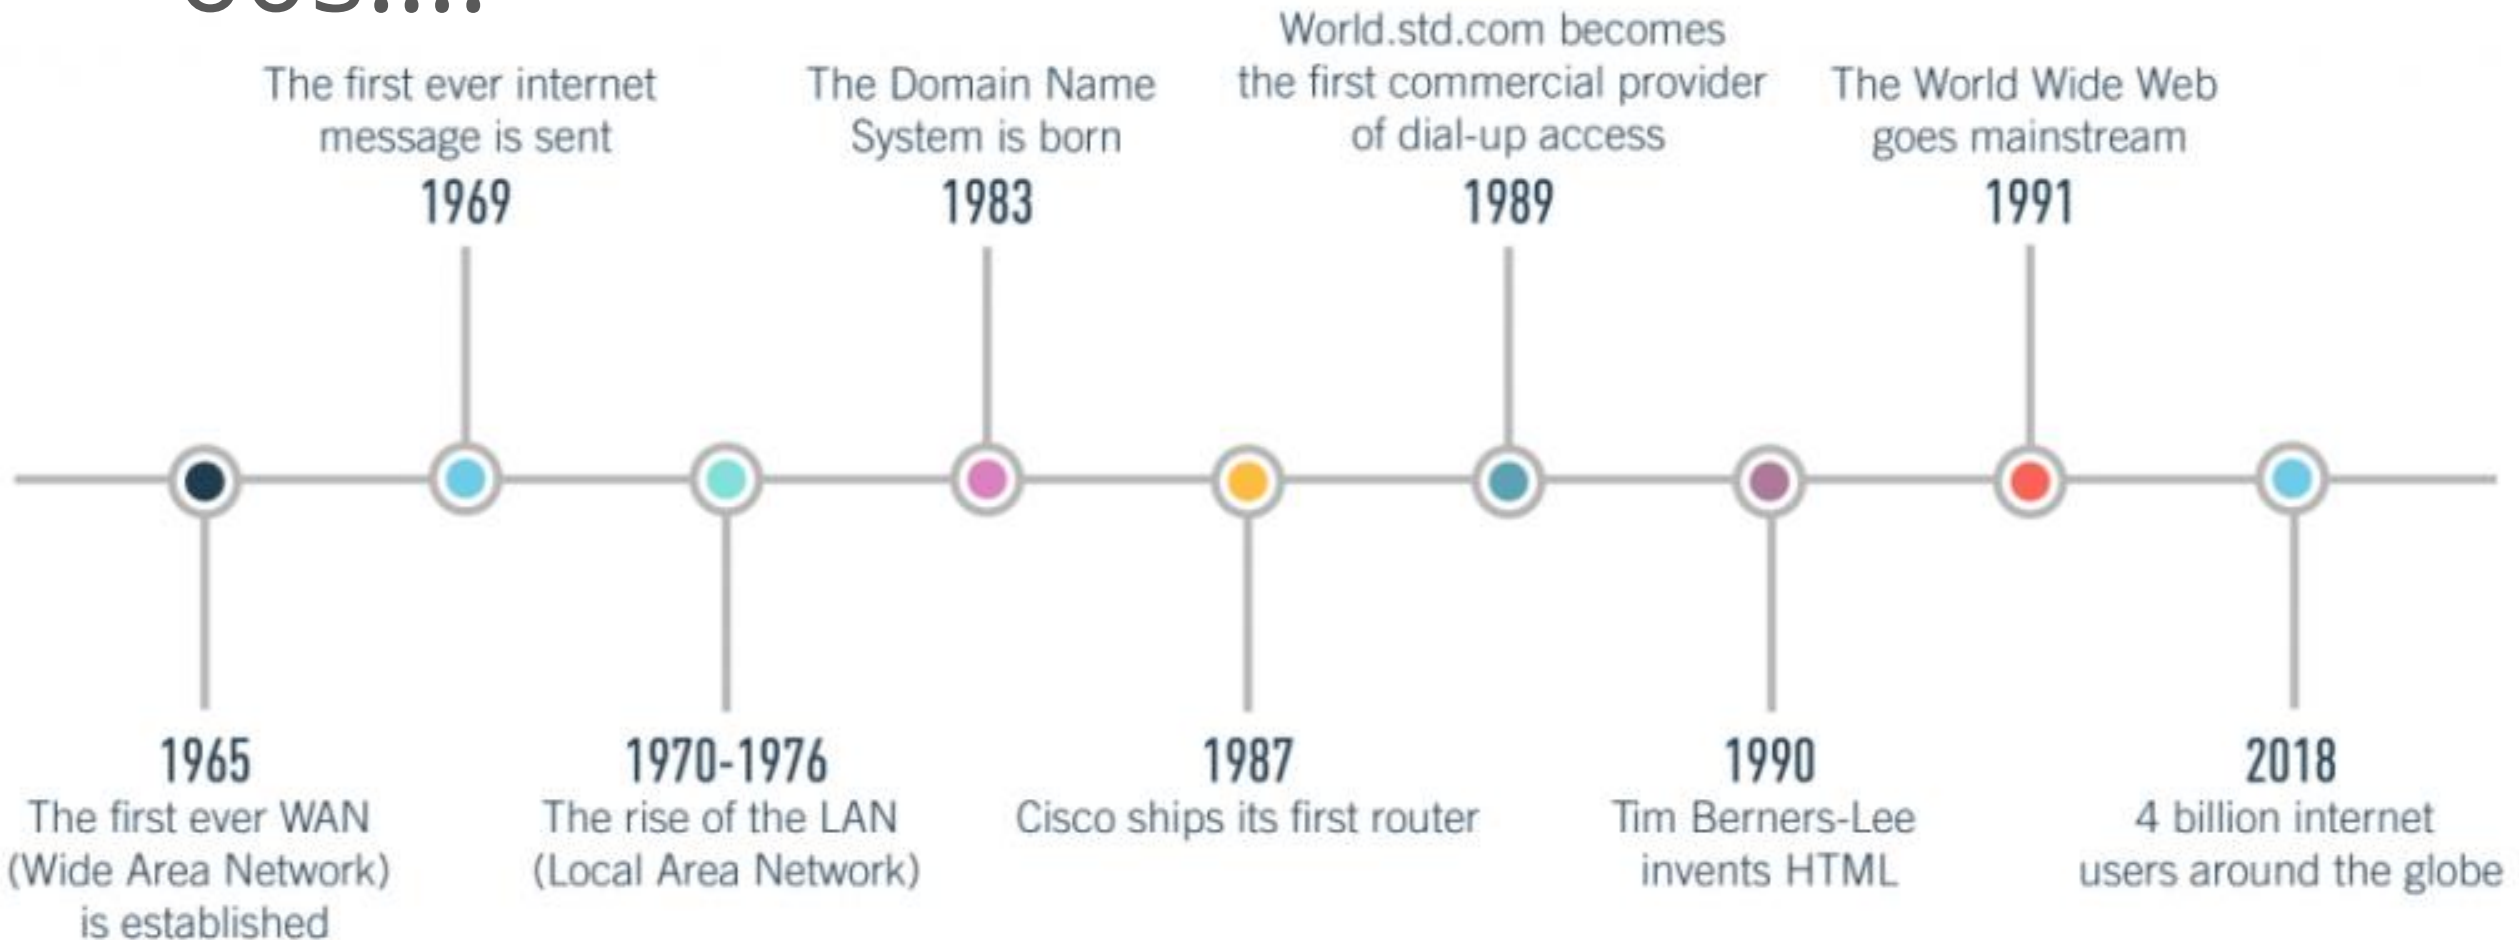 The first ever internet
message is sent
1969
The Domain Name
System is born
1983
World.std.com becomes
the first commercial provider
of dial-up access
1989
The World Wide Web
goes mainstream
1991
1965
The first ever WAN
(Wide Area Network)
is established
1970-1976
The rise of the LAN
(Local Area Network)
1987
Cisco ships its first router
1990
Tim Berners-Lee
invents HTML
2018
4 billion internet
users around the globe